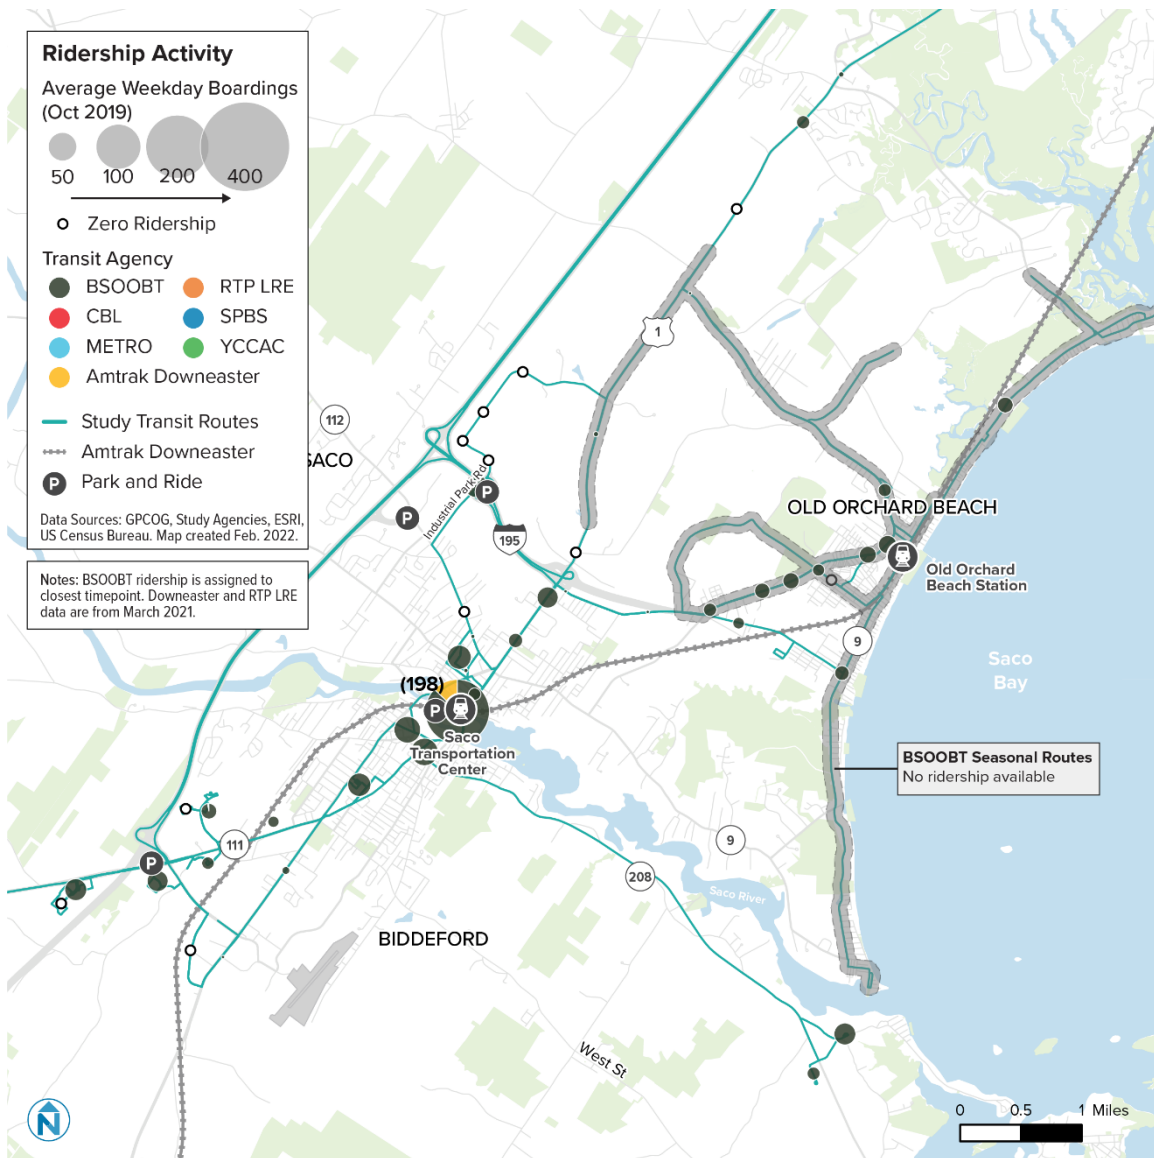 Ridership Activity
Average Weekday Boardings
(Oct 2019)
50 100 200 400
Zero Ridership
Transit Agency
BSOOBT RTP LRE
CBL SPBS
METRO YCCAC
Amtrak Downeaster
Study Transit Routes
Amtrak Downeaster
P Park and Ride
Data Sources: GPCOG, Study Agencies, ESRI,
US Census Bureau. Map created Feb. 2022.
Notes: BSOOBT ridership is assigned to
closest timepoint. Downeaster and RTP LRE
data are from March 2021.
1
112
SACO
Industrial Park Rd
P
P
195
OLD ORCHARD BEACH
Old Orchard
Beach Station
9
Saco
Bay
(198)
P
Saco
Transportation
Center
BSOOBT Seasonal Routes
No ridership available
111
P
9
208
Saco River
BIDDEFORD
West St
N
0 0.5 1 Miles